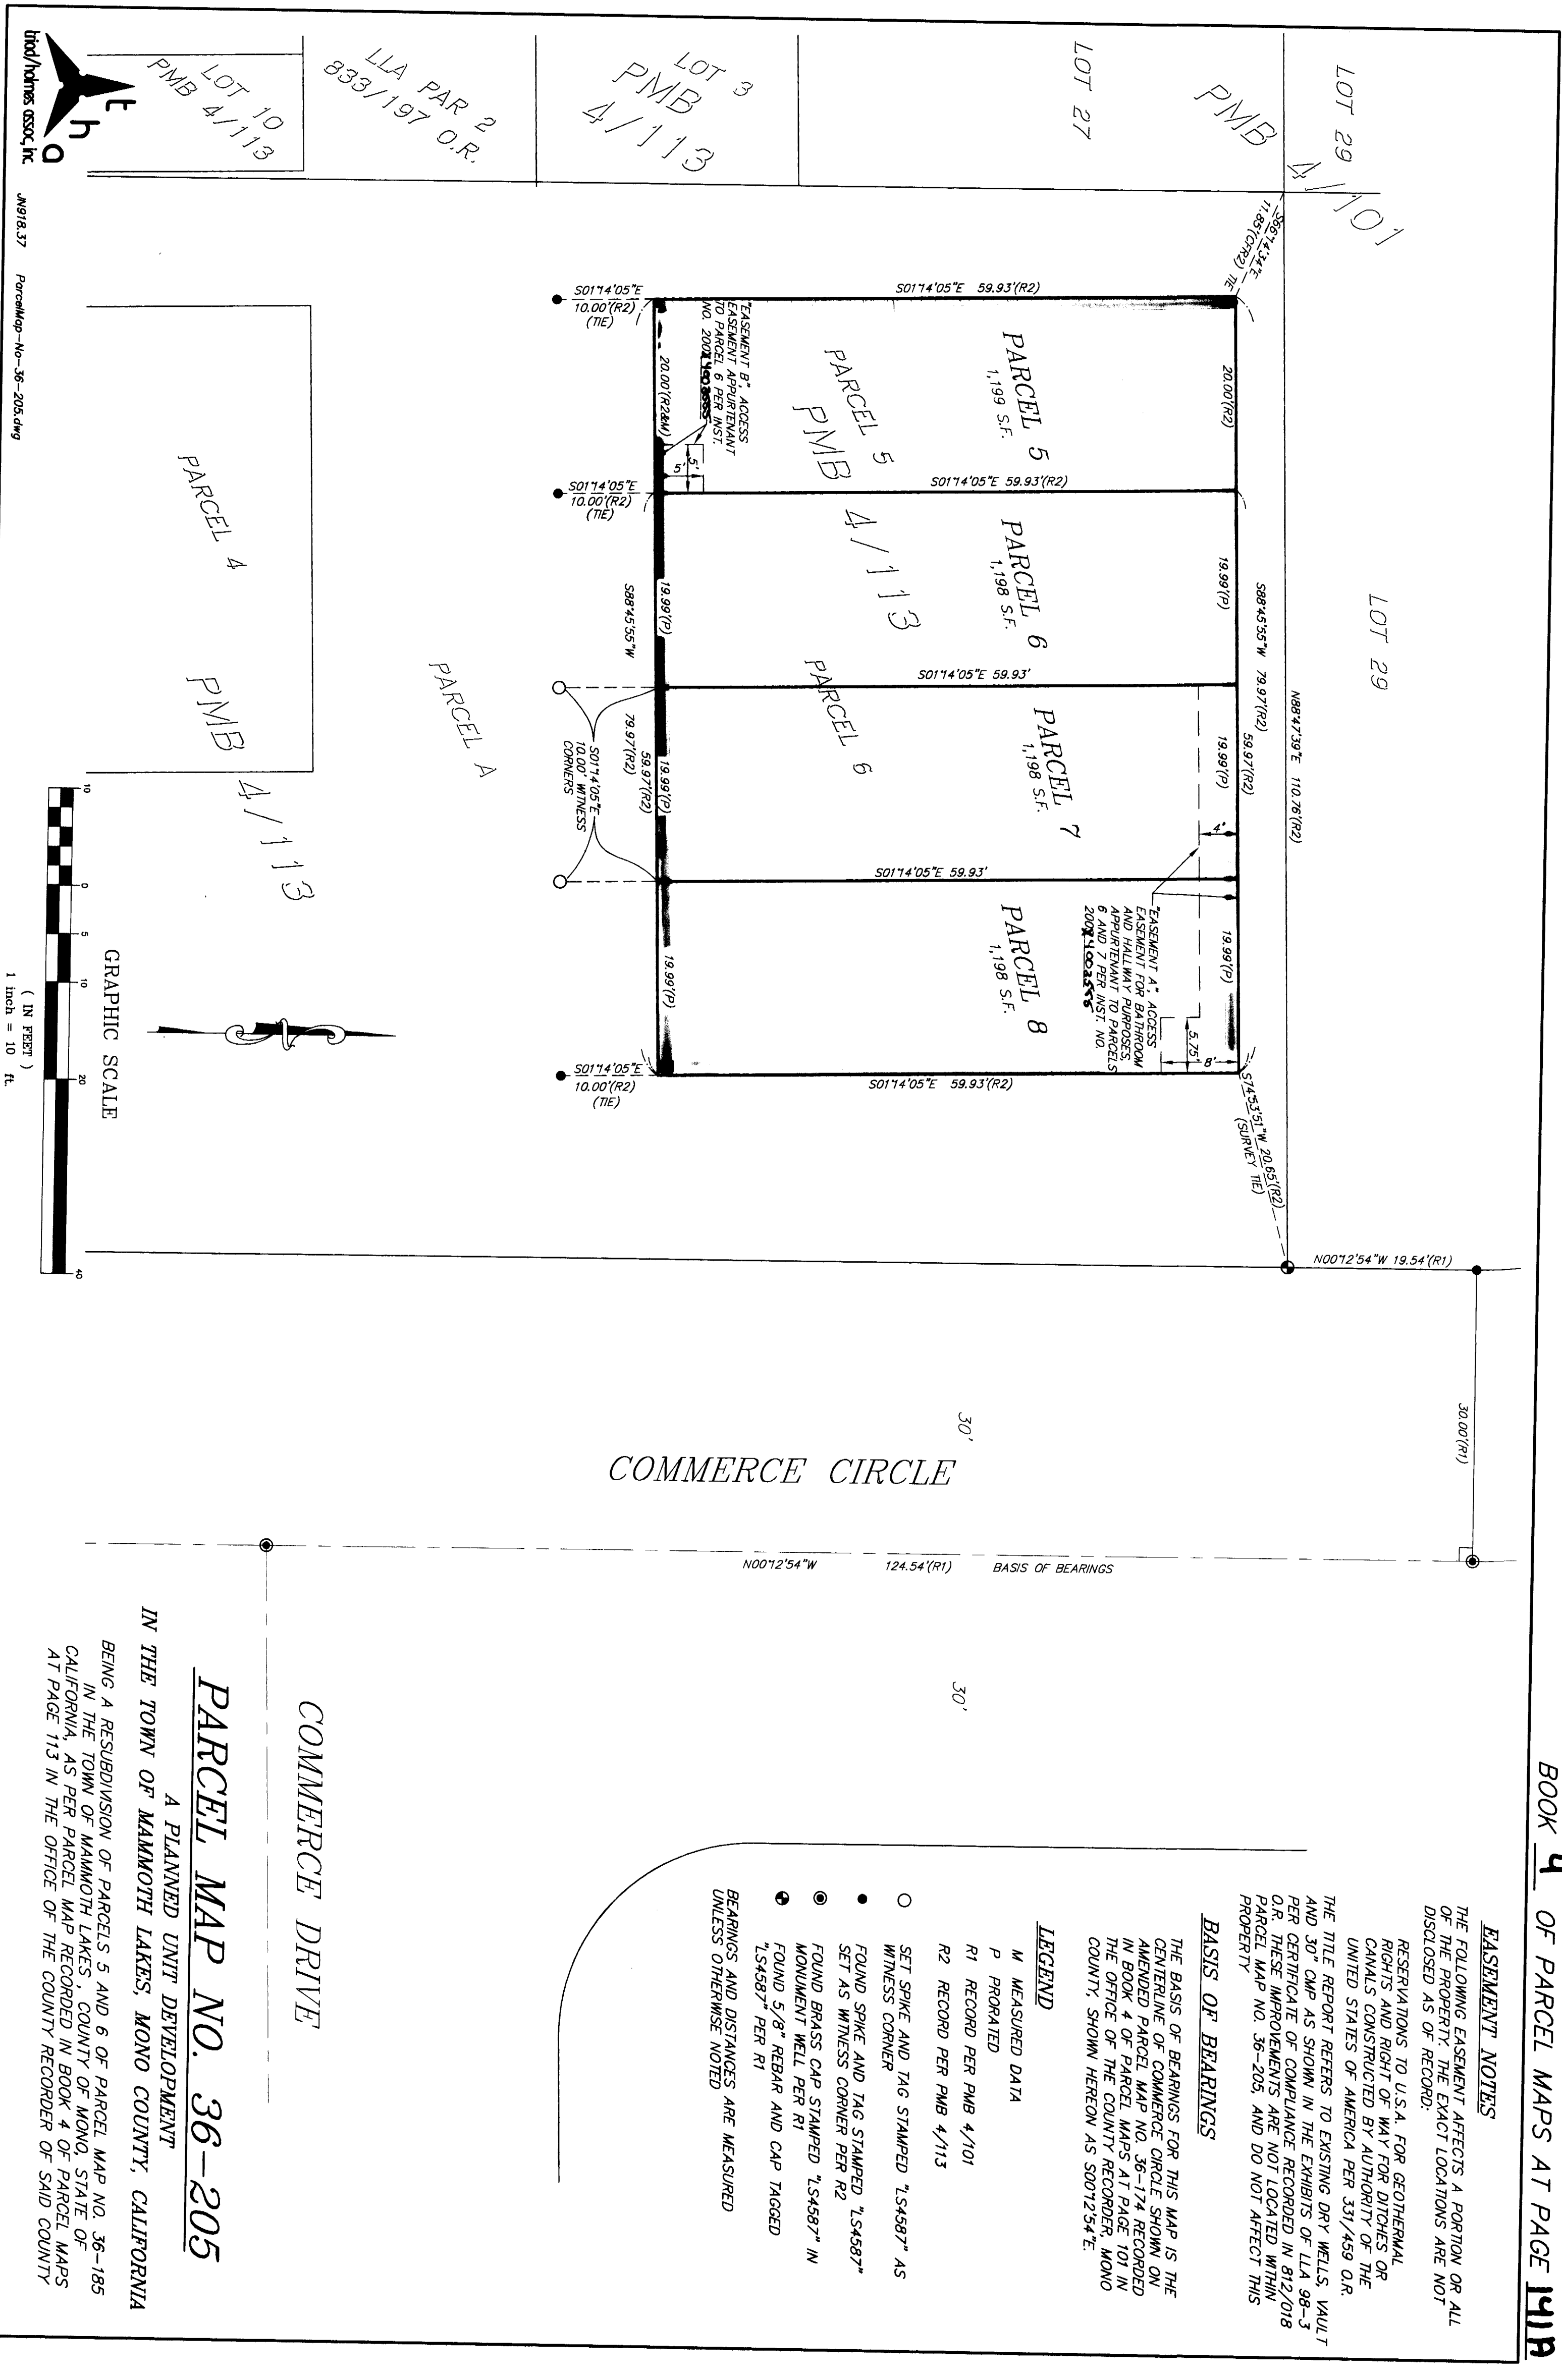 BOOK 4 OF PARCEL MAPS AT PAGE 141A
EASEMENT NOTES
THE FOLLOWING EASEMENT AFFECTS A PORTION OR ALL
OF THE PROPERTY. THE EXACT LOCATIONS ARE NOT
DISCLOSED AS OF RECORD:
RESERVATIONS TO U.S.A. FOR GEOTHERMAL
RIGHTS AND RIGHT OF WAY FOR DITCHES OR
CANALS CONSTRUCTED BY AUTHORITY OF THE
UNITED STATES OF AMERICA PER 331/459 O.R.
THE TITLE REPORT REFERS TO EXISTING DRY WELLS, VAULT
AND 30" CMP AS SHOWN IN THE EXHIBITS OF LLA 98-3
PER CERTIFICATE OF COMPLIANCE RECORDED IN 812/018
O.R. THESE IMPROVEMENTS ARE NOT LOCATED WITHIN
PARCEL MAP NO. 36-205, AND DO NOT AFFECT THIS
PROPERTY
BASIS OF BEARINGS
THE BASIS OF BEARINGS FOR THIS MAP IS THE
CENTERLINE OF COMMERCE CIRCLE SHOWN ON
AMENDED PARCEL MAP NO. 36-174 RECORDED
IN BOOK 4 OF PARCEL MAPS AT PAGE 101 IN
THE OFFICE OF THE COUNTY RECORDER, MONO
COUNTY, SHOWN HEREON AS S00°12'54"E.
LEGEND
M MEASURED DATA
P PRORATED
R1 RECORD PER PMB 4/101
R2 RECORD PER PMB 4/113
SET SPIKE AND TAG STAMPED "LS4587" AS
WITNESS CORNER
FOUND SPIKE AND TAG STAMPED "LS4587"
SET AS WITNESS CORNER PER R2
FOUND BRASS CAP STAMPED "LS4587" IN
MONUMENT WELL PER R1
FOUND 5/8" REBAR AND CAP TAGGED
"LS4587" PER R1
BEARINGS AND DISTANCES ARE MEASURED
UNLESS OTHERWISE NOTED
LOT 29
PMB 4/101
LOT 29
LOT 27
LOT 3
PMB
4/113
LLA PAR 2
833/197 O.R.
LOT 10
PMB 4/113
S66°14'34"E
11.85'(CFR2) TIE
N88°47'39"E 110.76'(R2)
S88°45'55"W 79.97'(R2)
59.97'(R2)
20.00'(R2)
19.99'(P)
19.99'(P)
19.99'(P)
S74°53'51"W 20.65'(R2)
(SURVEY TIE)
N00°12'54"W 19.54'(R1)
30.00'(R1)
S01°14'05"E 59.93'(R2)
S01°14'05"E 59.93'(R2)
S01°14'05"E 59.93'
S01°14'05"E 59.93'
S01°14'05"E 59.93'(R2)
PARCEL 5
1,199 S.F.
PARCEL 6
1,198 S.F.
PARCEL 7
1,198 S.F.
PARCEL 8
1,198 S.F.
4'
5.75'
8'
"EASEMENT A", ACCESS
EASEMENT FOR BATHROOM
AND HALLWAY PURPOSES,
APPURTENANT TO PARCELS
6 AND 7 PER INST. NO.
PARCEL 5
PMB 4/113
PARCEL 6
"EASEMENT B", ACCESS
EASEMENT APPURTENANT
TO PARCEL 6 PER INST.
5'
5'
20.00'(R2&M)
19.99'(P)
19.99'(P)
19.99'(P)
S88°45'55"W 79.97'(R2)
59.97'(R2)
S01°14'05"E
10.00'(R2)
(TIE)
S01°14'05"E
10.00'(R2)
(TIE)
S01°14'05"E
10.00' WITNESS
CORNERS
S01°14'05"E
10.00'(R2)
(TIE)
PARCEL A
PARCEL 4
PMB 4/113
30'
COMMERCE CIRCLE
30'
N00°12'54"W 124.54'(R1) BASIS OF BEARINGS
COMMERCE DRIVE
GRAPHIC SCALE
10 0 5 10 20 40
( IN FEET )
1 inch = 10 ft.
PARCEL MAP NO. 36-205
A PLANNED UNIT DEVELOPMENT
IN THE TOWN OF MAMMOTH LAKES, MONO COUNTY, CALIFORNIA
BEING A RESUBDIVISION OF PARCELS 5 AND 6 OF PARCEL MAP NO. 36-185
IN THE TOWN OF MAMMOTH LAKES, COUNTY OF MONO, STATE OF
CALIFORNIA, AS PER PARCEL MAP RECORDED IN BOOK 4 OF PARCEL MAPS
AT PAGE 113 IN THE OFFICE OF THE COUNTY RECORDER OF SAID COUNTY
t h a
triad/holmes assoc, inc
JN918.37 ParcelMap-No-36-205.dwg